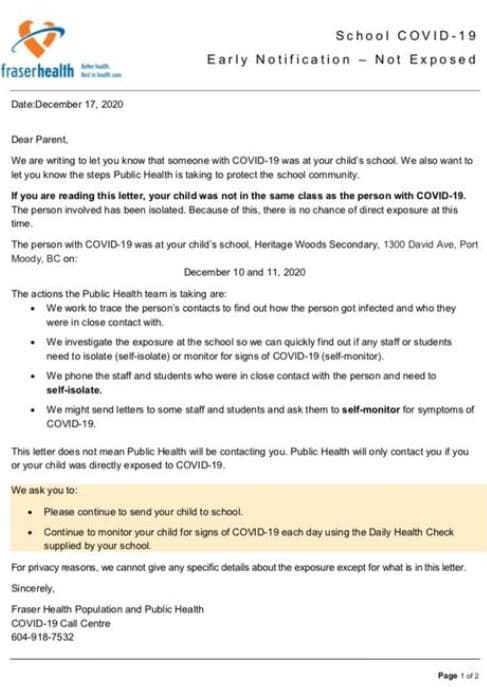 School COVID-19
Early Notification – Not Exposed
fraserhealth
Better health.
Best in health care.
Date:December 17, 2020
Dear Parent,
We are writing to let you know that someone with COVID-19 was at your child's school. We also want to
let you know the steps Public Health is taking to protect the school community.
If you are reading this letter, your child was not in the same class as the person with COVID-19.
The person involved has been isolated. Because of this, there is no chance of direct exposure at this
time.
The person with COVID-19 was at your child's school, Heritage Woods Secondary, 1300 David Ave, Port
Moody, BC on:
December 10 and 11, 2020
The actions the Public Health team is taking are:
• We work to trace the person's contacts to find out how the person got infected and who they
were in close contact with.
• We investigate the exposure at the school so we can quickly find out if any staff or students
need to isolate (self-isolate) or monitor for signs of COVID-19 (self-monitor).
• We phone the staff and students who were in close contact with the person and need to
self-isolate.
• We might send letters to some staff and students and ask them to self-monitor for symptoms of
COVID-19.
This letter does not mean Public Health will be contacting you. Public Health will only contact you if you
or your child was directly exposed to COVID-19.
We ask you to:
• Please continue to send your child to school.
• Continue to monitor your child for signs of COVID-19 each day using the Daily Health Check
supplied by your school.
For privacy reasons, we cannot give any specific details about the exposure except for what is in this letter.
Sincerely,
Fraser Health Population and Public Health
COVID-19 Call Centre
604-918-7532
Page 1 of 2